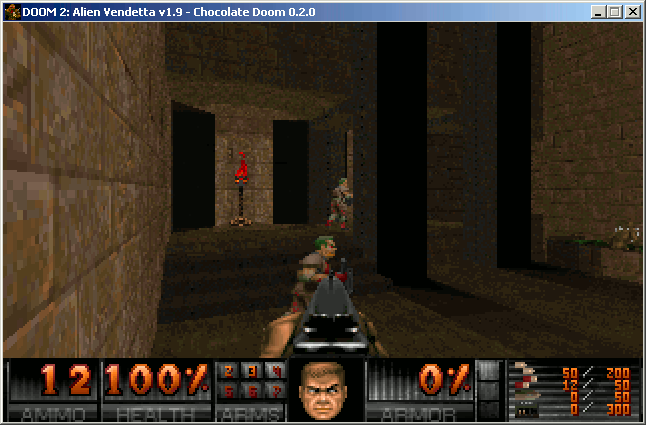 DOOM 2: Alien Vendetta v1.9 - Chocolate Doom 0.2.0
12 100% 2 3 4 0% 50 / 200
5 6 7 12 / 50
0 / 50
0 / 300
AMMO HEALTH ARMS ARMOR